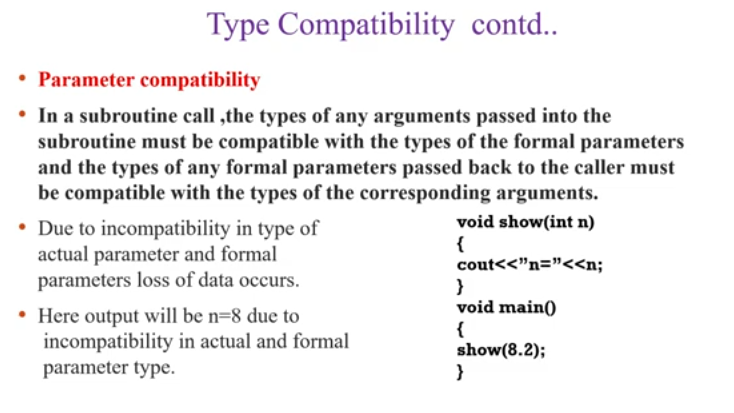 Type Compatibility contd..
• Parameter compatibility
• In a subroutine call ,the types of any arguments passed into the
subroutine must be compatible with the types of the formal parameters
and the types of any formal parameters passed back to the caller must
be compatible with the types of the corresponding arguments.
• Due to incompatibility in type of
actual parameter and formal
parameters loss of data occurs.
• Here output will be n=8 due to
incompatibility in actual and formal
parameter type.
void show(int n)
{
cout<<”n=”<<n;
}
void main()
{
show(8.2);
}